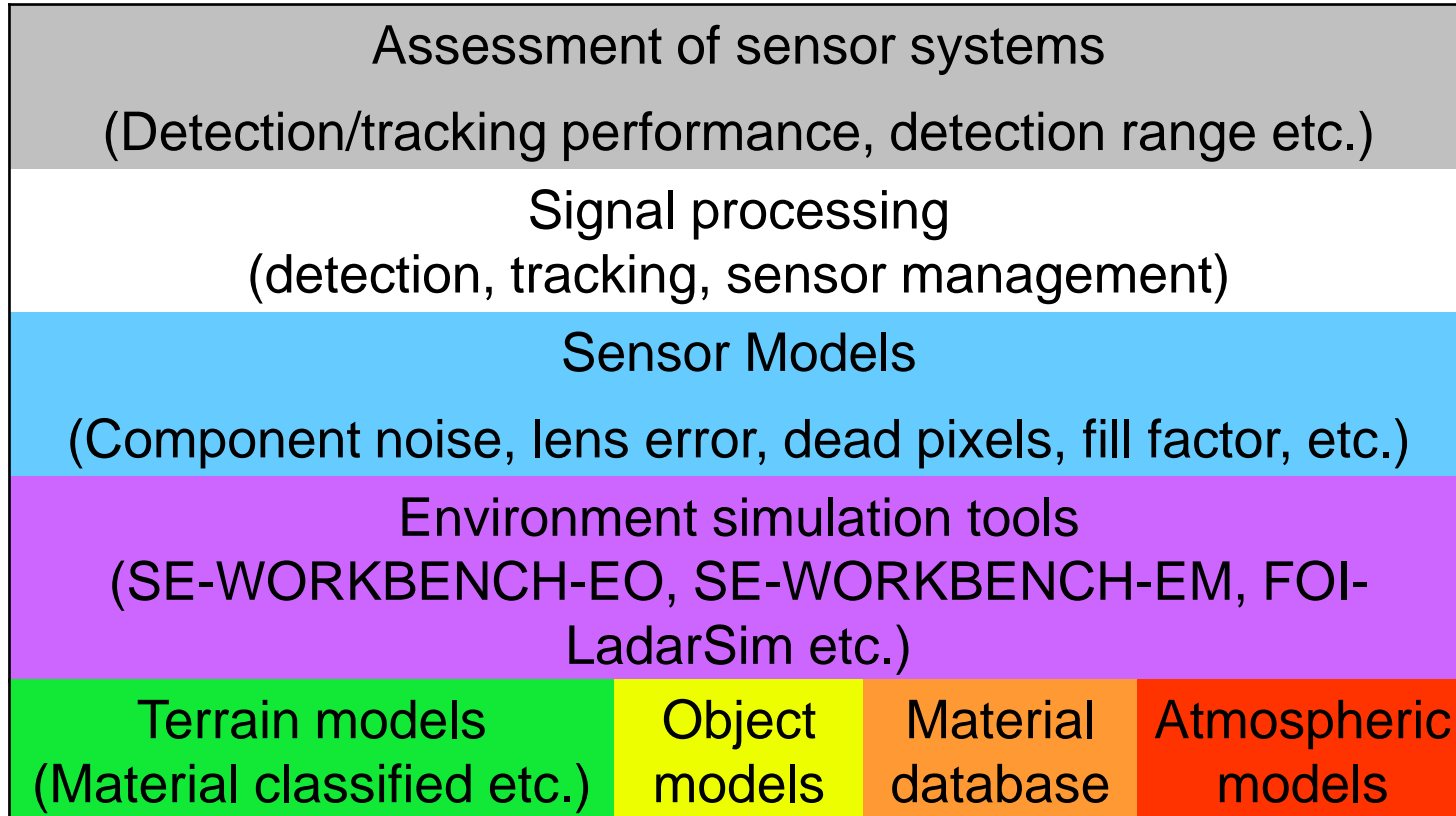 Assessment of sensor systems
(Detection/tracking performance, detection range etc.)
Signal processing
(detection, tracking, sensor management)
Sensor Models
(Component noise, lens error, dead pixels, fill factor, etc.)
Environment simulation tools
(SE-WORKBENCH-EO, SE-WORKBENCH-EM, FOI-
LadarSim etc.)
Terrain models
(Material classified etc.)
Object
models
Material
database
Atmospheric
models